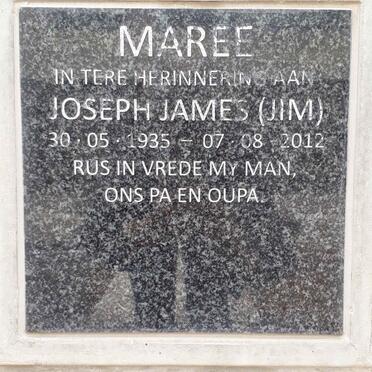 MAREE
IN TERE HERINNERING AAN
JOSEPH JAMES (JIM)
30·05·1935 – 07·08·2012
RUS IN VREDE MY MAN,
ONS PA EN OUPA.